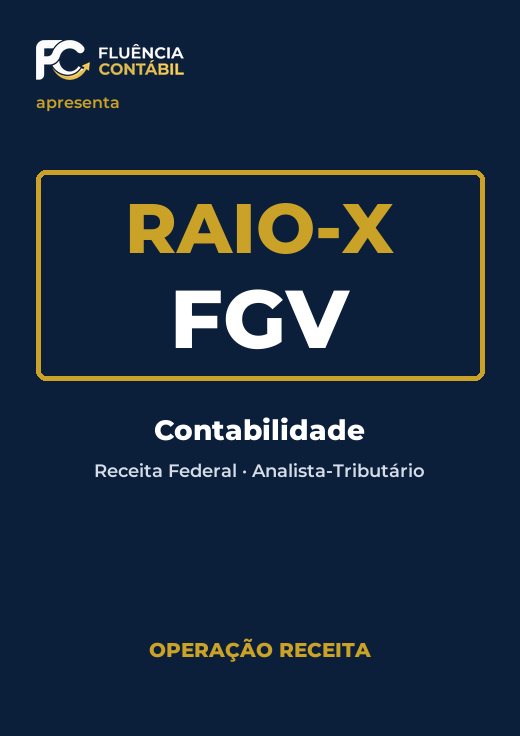 FC FLUÊNCIA
CONTÁBIL
apresenta
RAIO-X
FGV
Contabilidade
Receita Federal · Analista-Tributário
OPERAÇÃO RECEITA